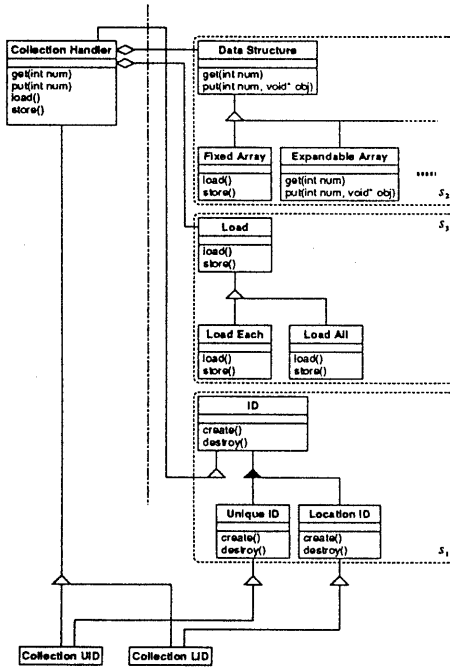 Collection Handler
get(int num)
put(int num)
load()
store()
Data Structure
get(int num)
put(int num, void* obj)
Fixed Array
load()
store()
Expandable Array
get(int num)
put(int num, void* obj)
.....
S2
Load
load()
store()
S3
Load Each
load()
store()
Load All
load()
store()
ID
create()
destroy()
Unique ID
create()
destroy()
Location ID
create()
destroy()
S1
Collection UID
Collection LID